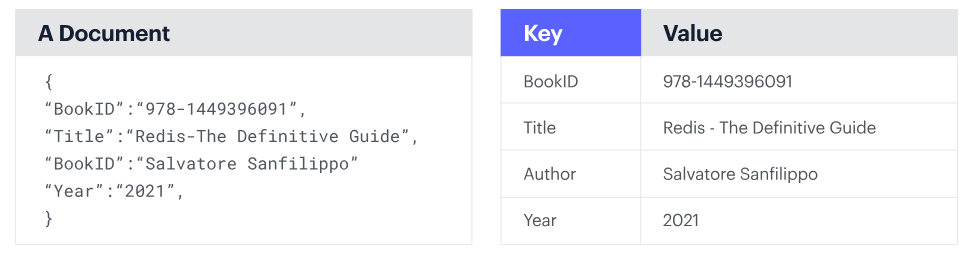 A Document
{
“BookID”:“978-1449396091”,
“Title”:“Redis-The Definitive Guide”,
“BookID”:“Salvatore Sanfilippo”
“Year”:“2021”,
}
Key Value
BookID 978-1449396091
Title Redis - The Definitive Guide
Author Salvatore Sanfilippo
Year 2021